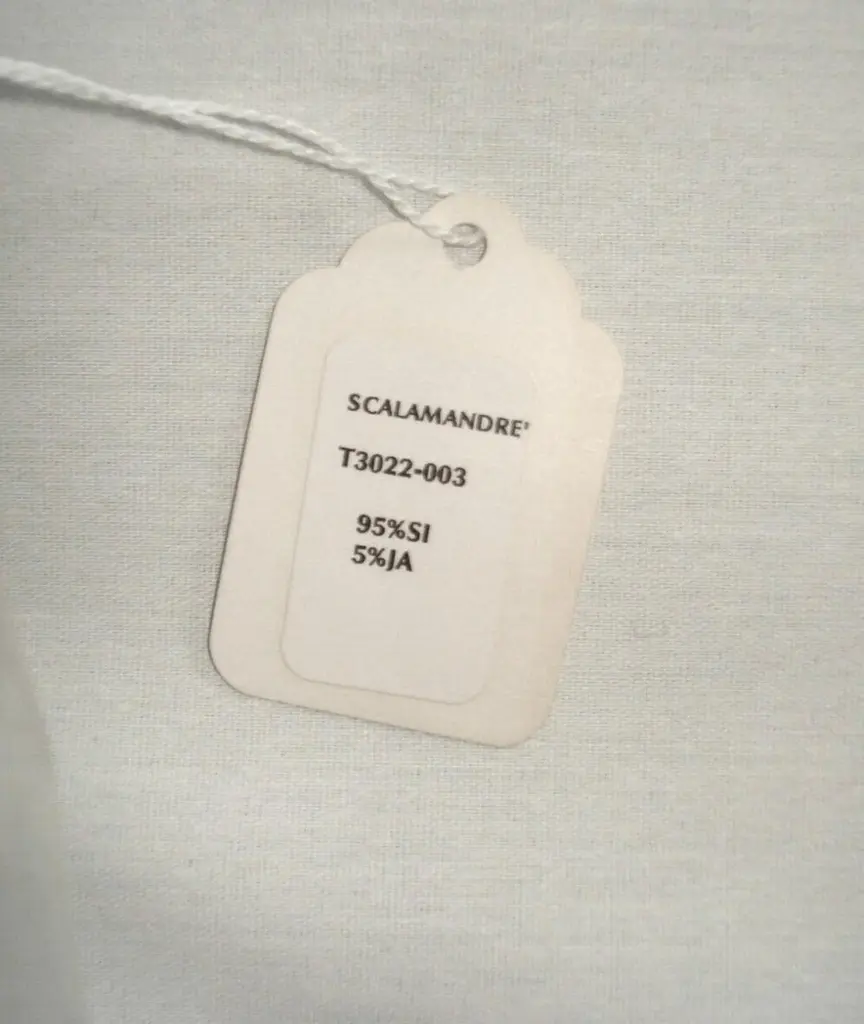 SCALAMANDRE'
T3022-003
95%SI
5%JA